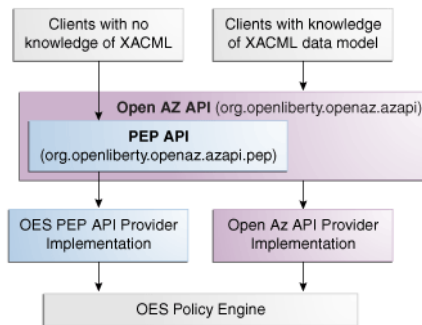 Clients with no
knowledge of XACML
Clients with knowledge
of XACML data model
Open AZ API (org.openliberty.openaz.azapi)
PEP API
(org.openliberty.openaz.azapi.pep)
OES PEP API Provider
Implementation
Open Az API Provider
Implementation
OES Policy Engine